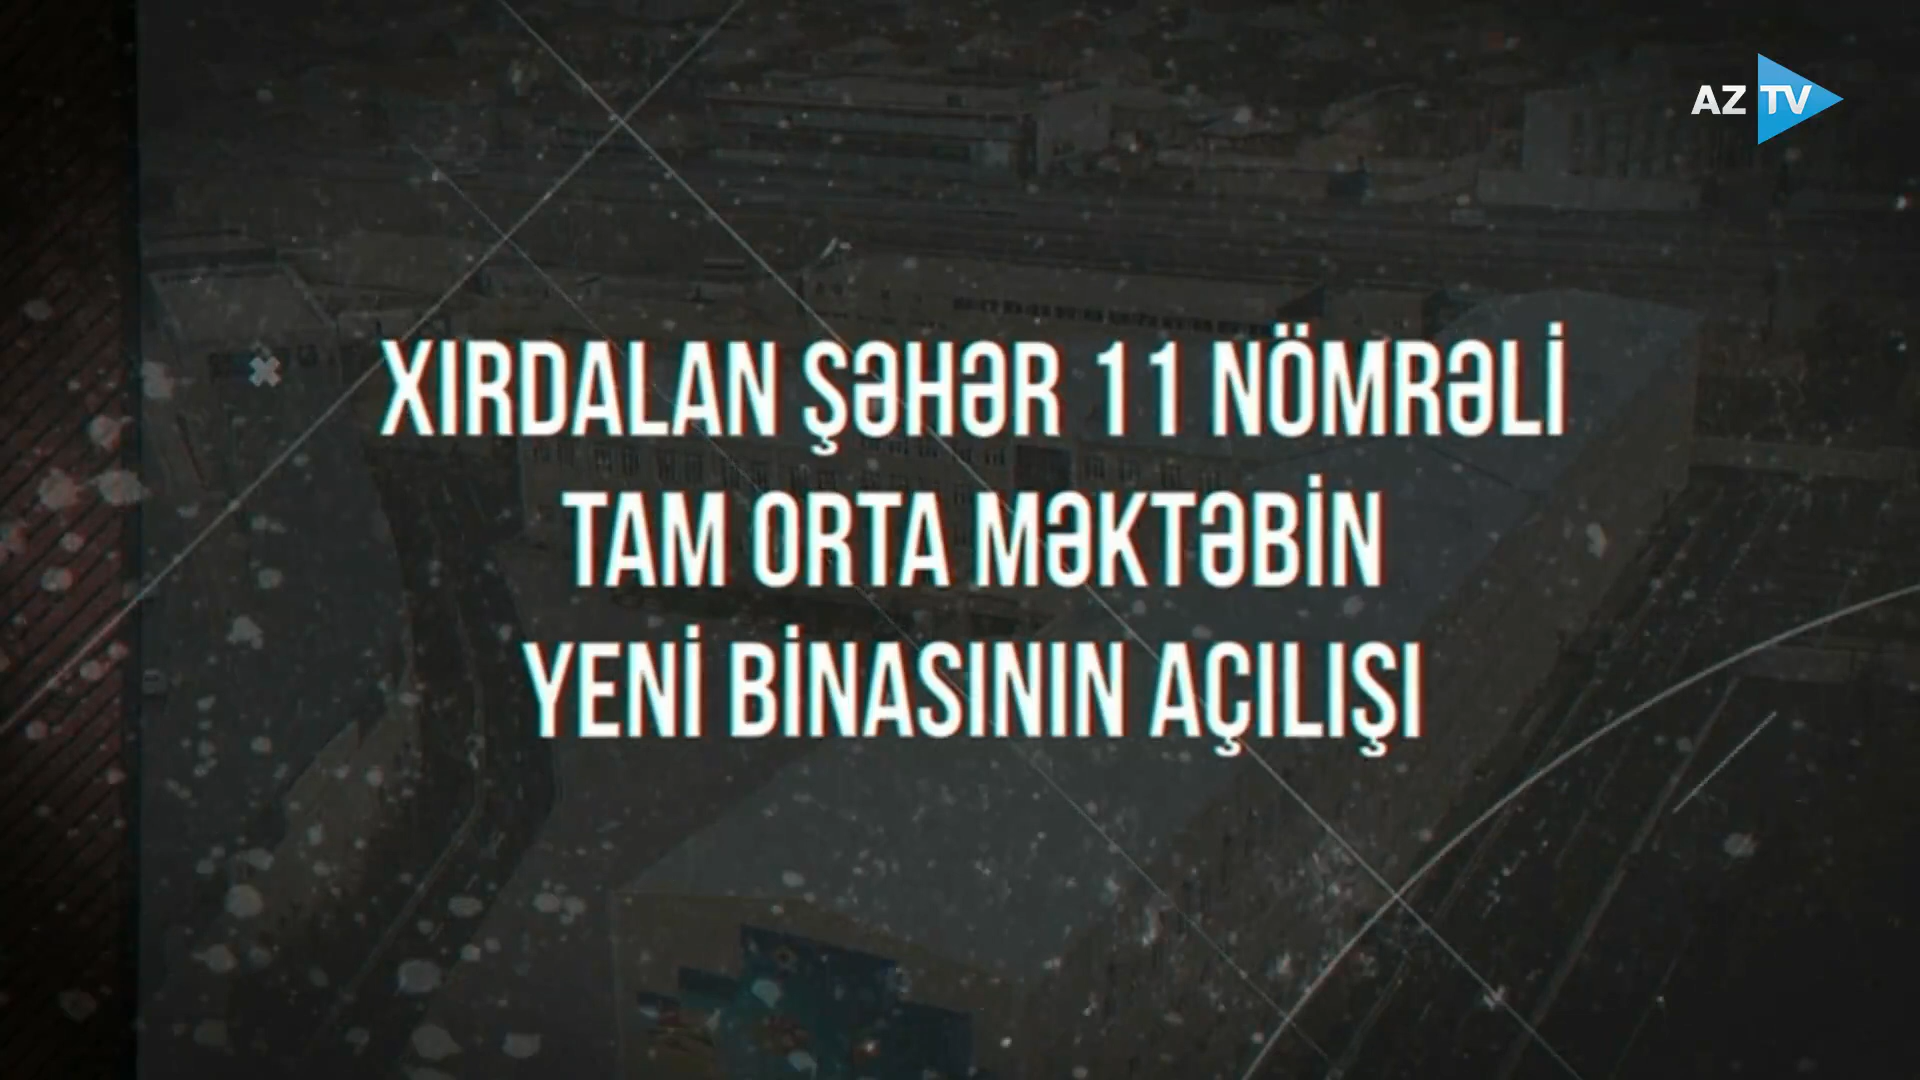 AZ TV
XIRDALAN ŞƏHƏR 11 NÖMRƏLİ
TAM ORTA MƏKTƏBİN
YENİ BİNASININ AÇILIŞI